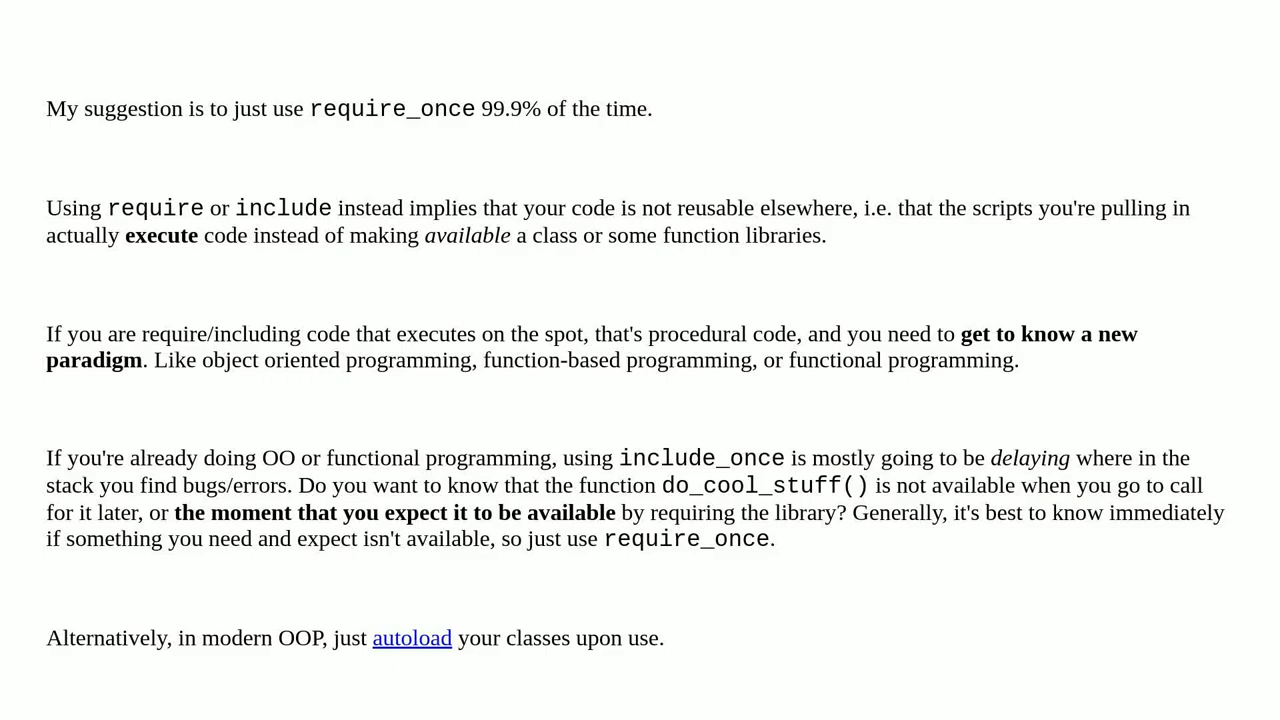 My suggestion is to just use require_once 99.9% of the time.
Using require or include instead implies that your code is not reusable elsewhere, i.e. that the scripts you're pulling in
actually execute code instead of making available a class or some function libraries.
If you are require/including code that executes on the spot, that's procedural code, and you need to get to know a new
paradigm. Like object oriented programming, function-based programming, or functional programming.
If you're already doing OO or functional programming, using include_once is mostly going to be delaying where in the
stack you find bugs/errors. Do you want to know that the function do_cool_stuff() is not available when you go to call
for it later, or the moment that you expect it to be available by requiring the library? Generally, it's best to know immediately
if something you need and expect isn't available, so just use require_once.
Alternatively, in modern OOP, just autoload your classes upon use.